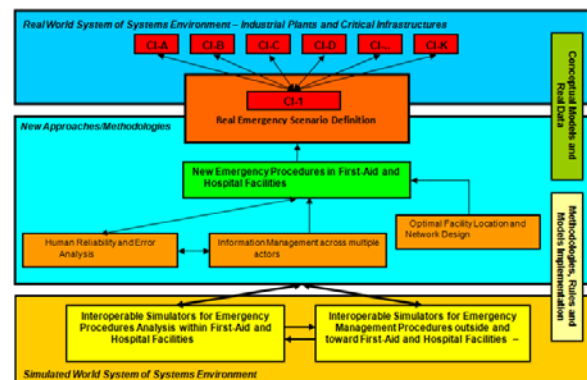 Real World System of Systems Environment – Industrial Plants and Critical Infrastructures
CI-A CI-B CI-C CI-D CI-... CI-K
CI-1
Real Emergency Scenario Definition
Conceptual Models and
Real Data
New Approaches/Methodologies
New Emergency Procedures in First-Aid and
Hospital Facilities
Human Reliability and Error
Analysis
Information Management across multiple
actors
Optimal Facility Location and
Network Design
Methodologies, Rules and
Models Implementation
Interoperable Simulators for Emergency
Procedures Analysis within First-Aid and
Hospital Facilities
Interoperable Simulators for Emergency
Management Procedures outside and
toward First-Aid and Hospital Facilities –
Simulated World System of Systems Environment